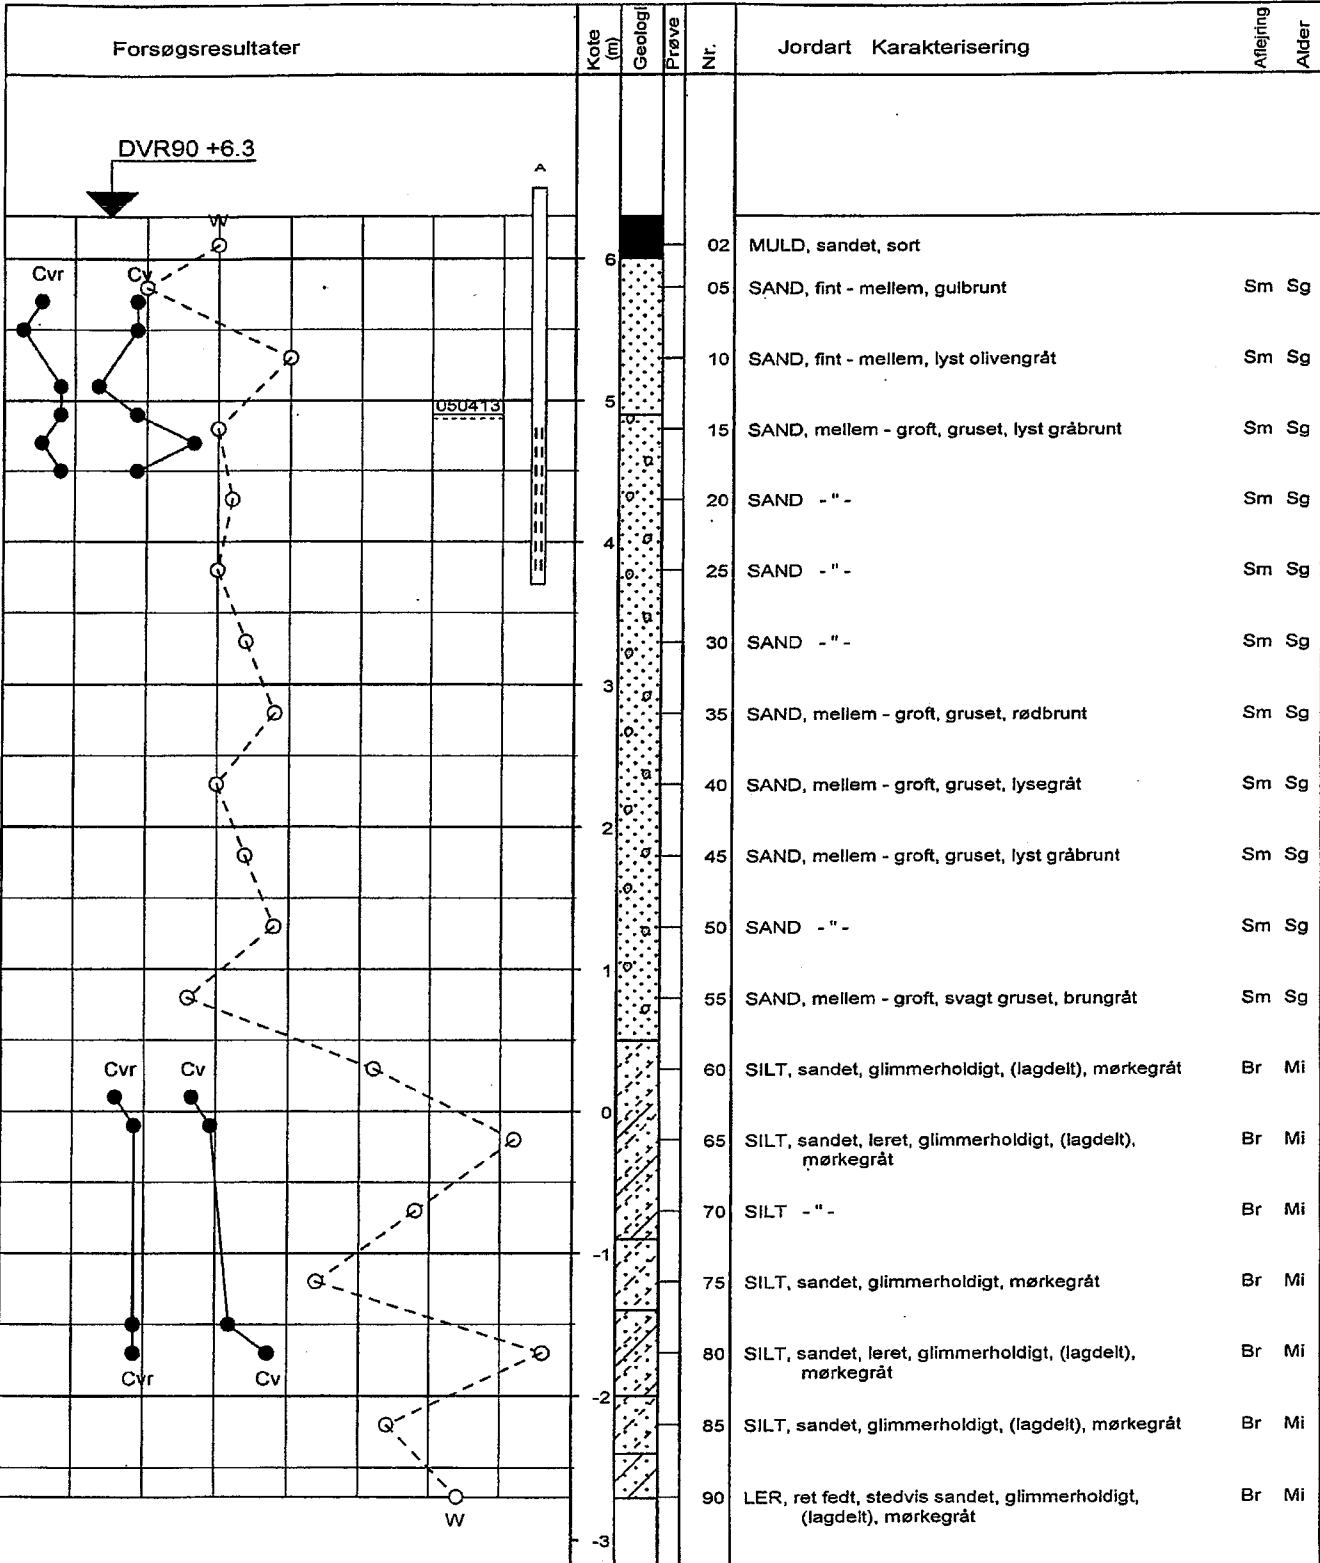 Forsøgsresultater
Kote (m)
Geologi
Prøve
Nr.
Jordart Karakterisering
Aflejring
Alder
DVR90 +6.3
A
W
02 MULD, sandet, sort
6
Cvr Cv
05 SAND, fint - mellem, gulbrunt Sm Sg
10 SAND, fint - mellem, lyst olivengråt Sm Sg
050413
5
15 SAND, mellem - groft, gruset, lyst gråbrunt Sm Sg
20 SAND - " - Sm Sg
4
25 SAND - " - Sm Sg
30 SAND - " - Sm Sg
3
35 SAND, mellem - groft, gruset, rødbrunt Sm Sg
40 SAND, mellem - groft, gruset, lysegråt Sm Sg
2
45 SAND, mellem - groft, gruset, lyst gråbrunt Sm Sg
50 SAND - " - Sm Sg
1
55 SAND, mellem - groft, svagt gruset, brungråt Sm Sg
Cvr Cv
60 SILT, sandet, glimmerholdigt, (lagdelt), mørkegråt Br Mi
0
65 SILT, sandet, leret, glimmerholdigt, (lagdelt), Br Mi
mørkegråt
70 SILT - " - Br Mi
-1
75 SILT, sandet, glimmerholdigt, mørkegråt Br Mi
80 SILT, sandet, leret, glimmerholdigt, (lagdelt), Br Mi
mørkegråt
Cvr Cv
-2
85 SILT, sandet, glimmerholdigt, (lagdelt), mørkegråt Br Mi
90 LER, ret fedt, stedvis sandet, glimmerholdigt, Br Mi
(lagdelt), mørkegråt
W
-3